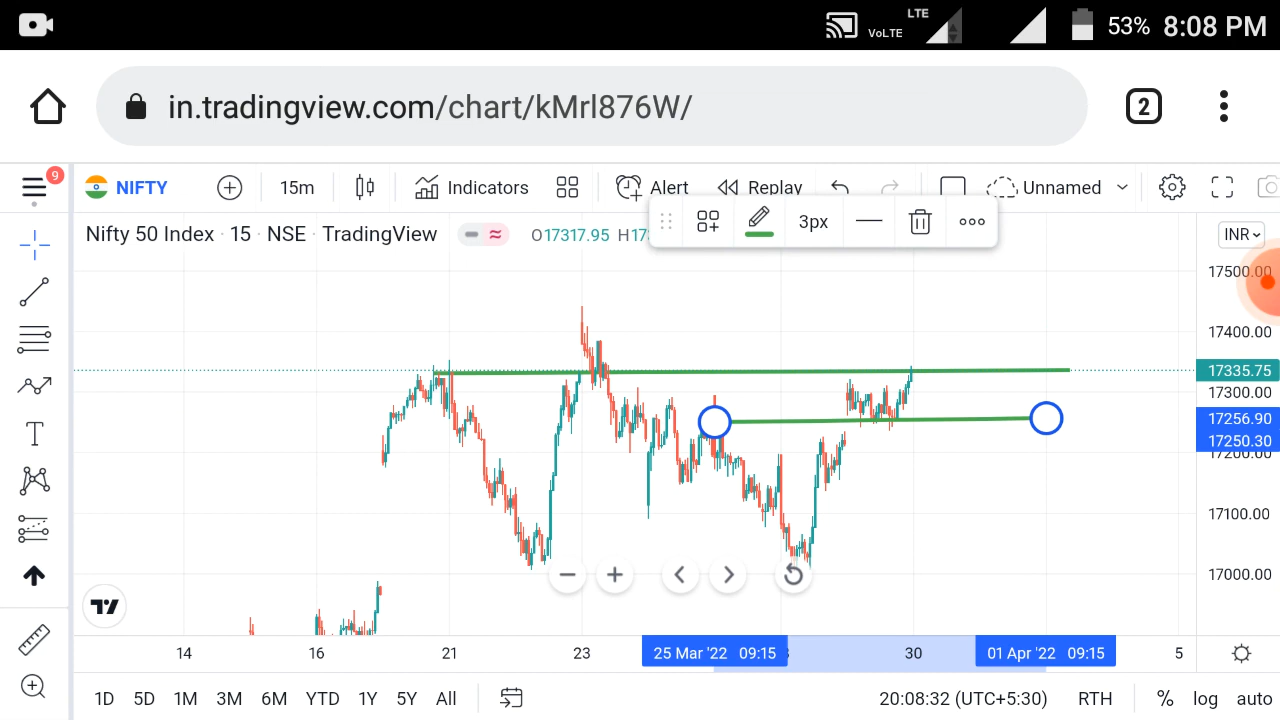 LTE
VoLTE
53% 8:08 PM
in.tradingview.com/chart/kMrl876W/
2
9
NIFTY 15m Indicators Alert Replay Unnamed
3px
Nifty 50 Index · 15 · NSE · TradingView O17317.95 H17
INR
17500.00
17400.00
17335.75
17300.00
17256.90
17250.30
17200.00
17100.00
17000.00
T
14 16 21 23 25 Mar '22 09:15 30 01 Apr '22 09:15 5
1D 5D 1M 3M 6M YTD 1Y 5Y All 20:08:32 (UTC+5:30) RTH % log auto